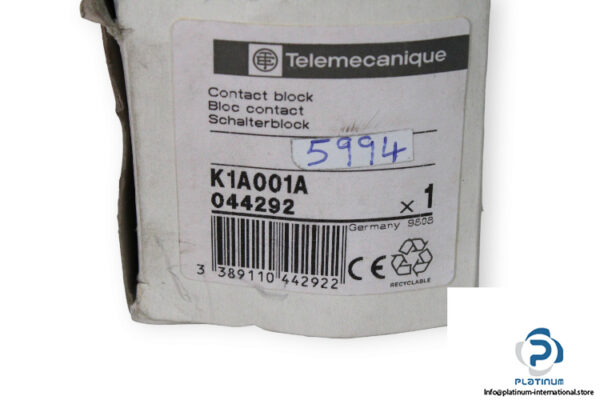 Telemecanique
Contact block
Bloc contact
Schalterblock
5994
K1A001A
044292
x 1
Germany 9808
3 389110 442922
CE
RECYCLABLE
PLATINUM
Info@platinum-international.store